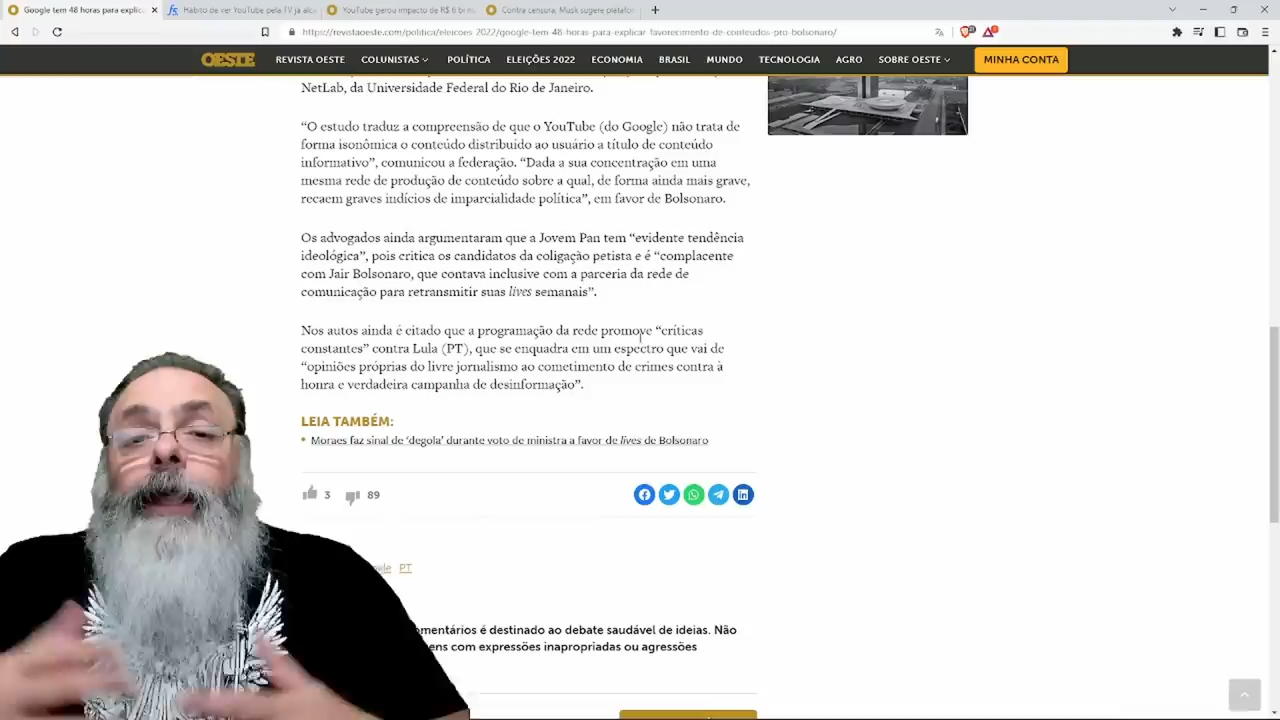 Google tem 48 horas para explica
Hábito de ver YouTube pela TV já alca
YouTube gerou impacto de R$ 6 bi n
Contra censura, Musk sugere platafor
https://revistaoeste.com/politica/eleicoes-2022/google-tem-48-horas-para-explicar-favorecimento-de-conteudos-pro-bolsonaro/
OESTE
REVISTA OESTE
COLUNISTAS
POLÍTICA
ELEIÇÕES 2022
ECONOMIA
BRASIL
MUNDO
TECNOLOGIA
AGRO
SOBRE OESTE
MINHA CONTA
NetLab, da Universidade Federal do Rio de Janeiro.
“O estudo traduz a compreensão de que o YouTube (do Google) não trata de
forma isonômica o conteúdo distribuído ao usuário a título de conteúdo
informativo”, comunicou a federação. “Dada a sua concentração em uma
mesma rede de produção de conteúdo sobre a qual, de forma ainda mais grave,
recaem graves indícios de imparcialidade política”, em favor de Bolsonaro.
Os advogados ainda argumentaram que a Jovem Pan tem “evidente tendência
ideológica”, pois critica os candidatos da coligação petista e é “complacente
com Jair Bolsonaro, que contava inclusive com a parceria da rede de
comunicação para retransmitir suas lives semanais”.
Nos autos ainda é citado que a programação da rede promove “críticas
constantes” contra Lula (PT), que se enquadra em um espectro que vai de
“opiniões próprias do livre jornalismo ao cometimento de crimes contra à
honra e verdadeira campanha de desinformação”.
LEIA TAMBÉM:
Moraes faz sinal de ‘degola’ durante voto de ministra a favor de lives de Bolsonaro
3
89
PT
omentários é destinado ao debate saudável de ideias. Não
ens com expressões inapropriadas ou agressões